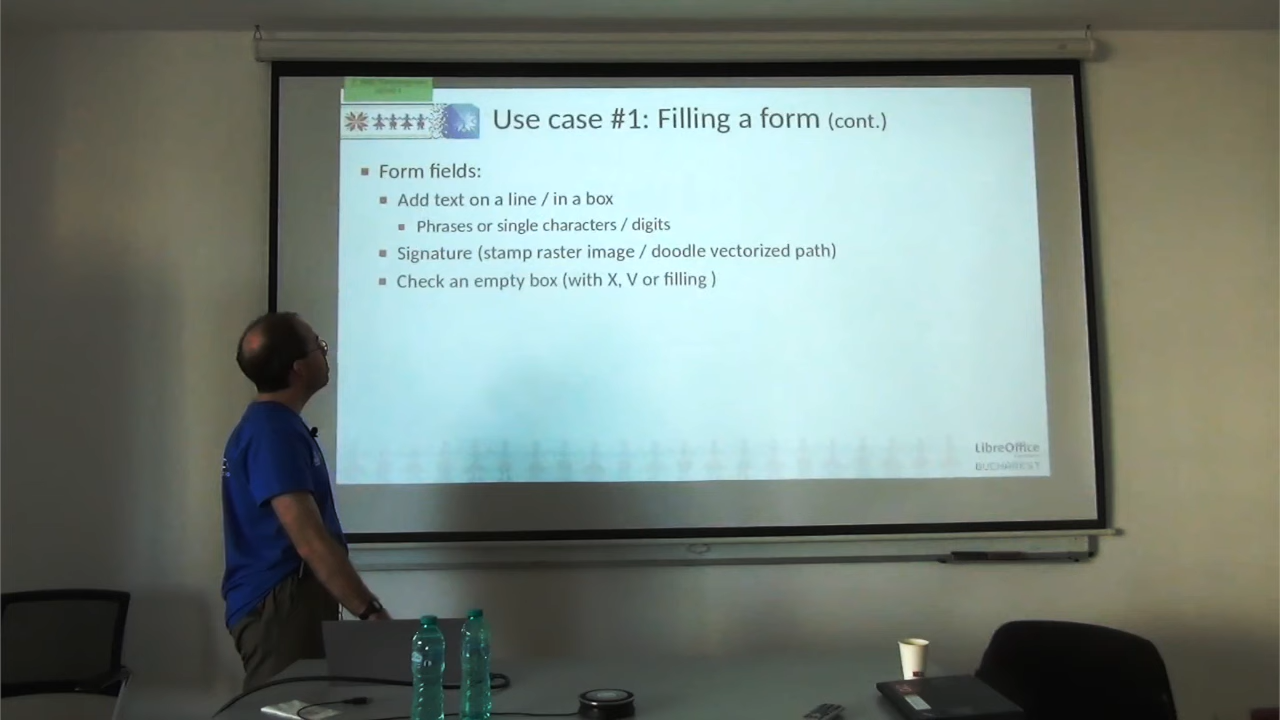 Use case #1: Filling a form (cont.)
Form fields:
Add text on a line / in a box
Phrases or single characters / digits
Signature (stamp raster image / doodle vectorized path)
Check an empty box (with X, V or filling )
LibreOffice
BUCHAREST